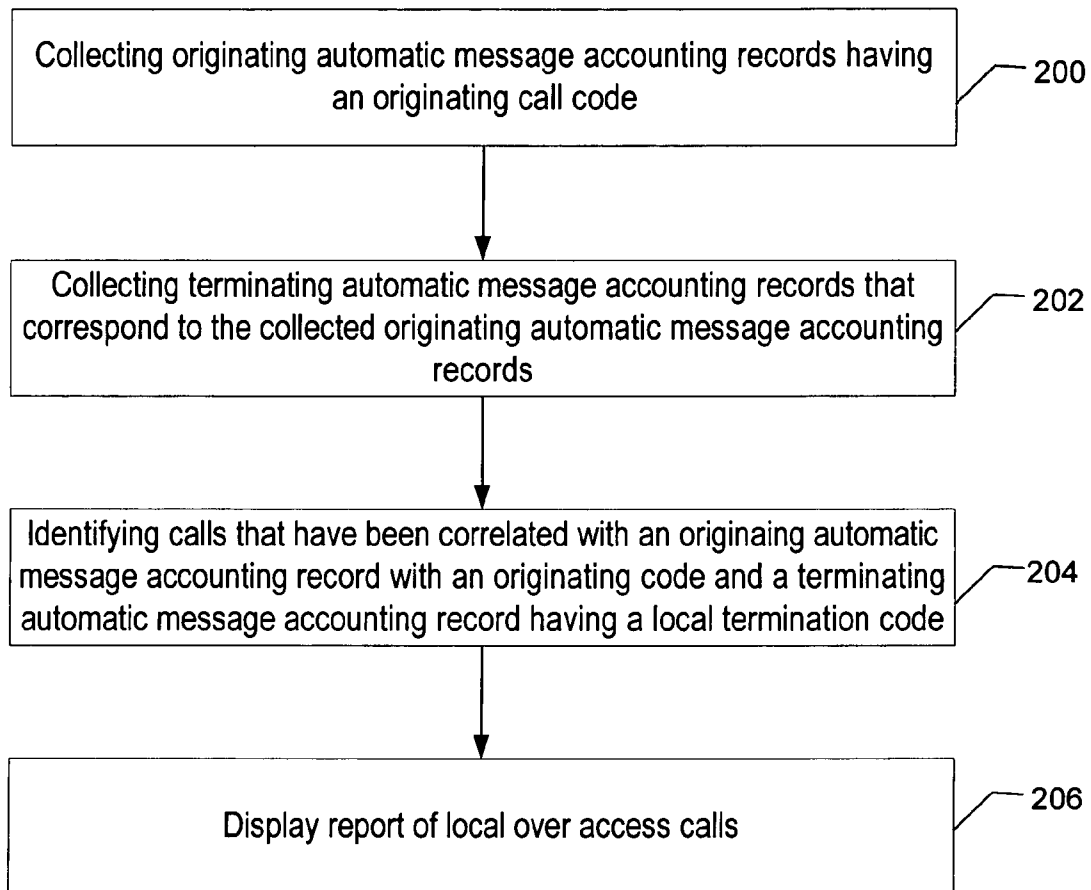 Collecting originating automatic message accounting records having
an originating call code
200
Collecting terminating automatic message accounting records that
correspond to the collected originating automatic message accounting
records
202
Identifying calls that have been correlated with an originaing automatic
message accounting record with an originating code and a terminating
automatic message accounting record having a local termination code
204
Display report of local over access calls
206